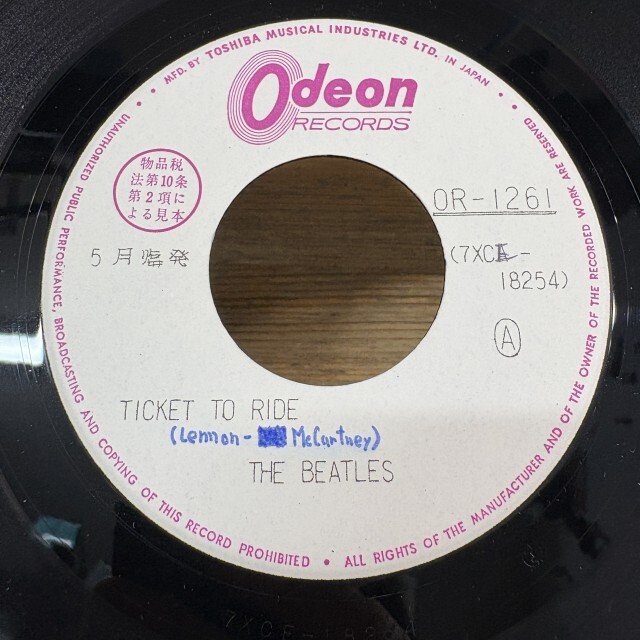 MFD. BY TOSHIBA MUSICAL INDUSTRIES LTD. IN JAPAN
Odeon
RECORDS
物品税
法第10条
第2項に
よる見本
OR-1261
5月臨発
(7XCE-
18254)
A
TICKET TO RIDE
(Lennon- McCartney)
THE BEATLES
UNAUTHORIZED PUBLIC PERFORMANCE, BROADCASTING AND COPYING OF THIS RECORD PROHIBITED • ALL RIGHTS OF THE MANUFACTURER AND OF THE OWNER OF THE RECORDED WORK ARE RESERVED